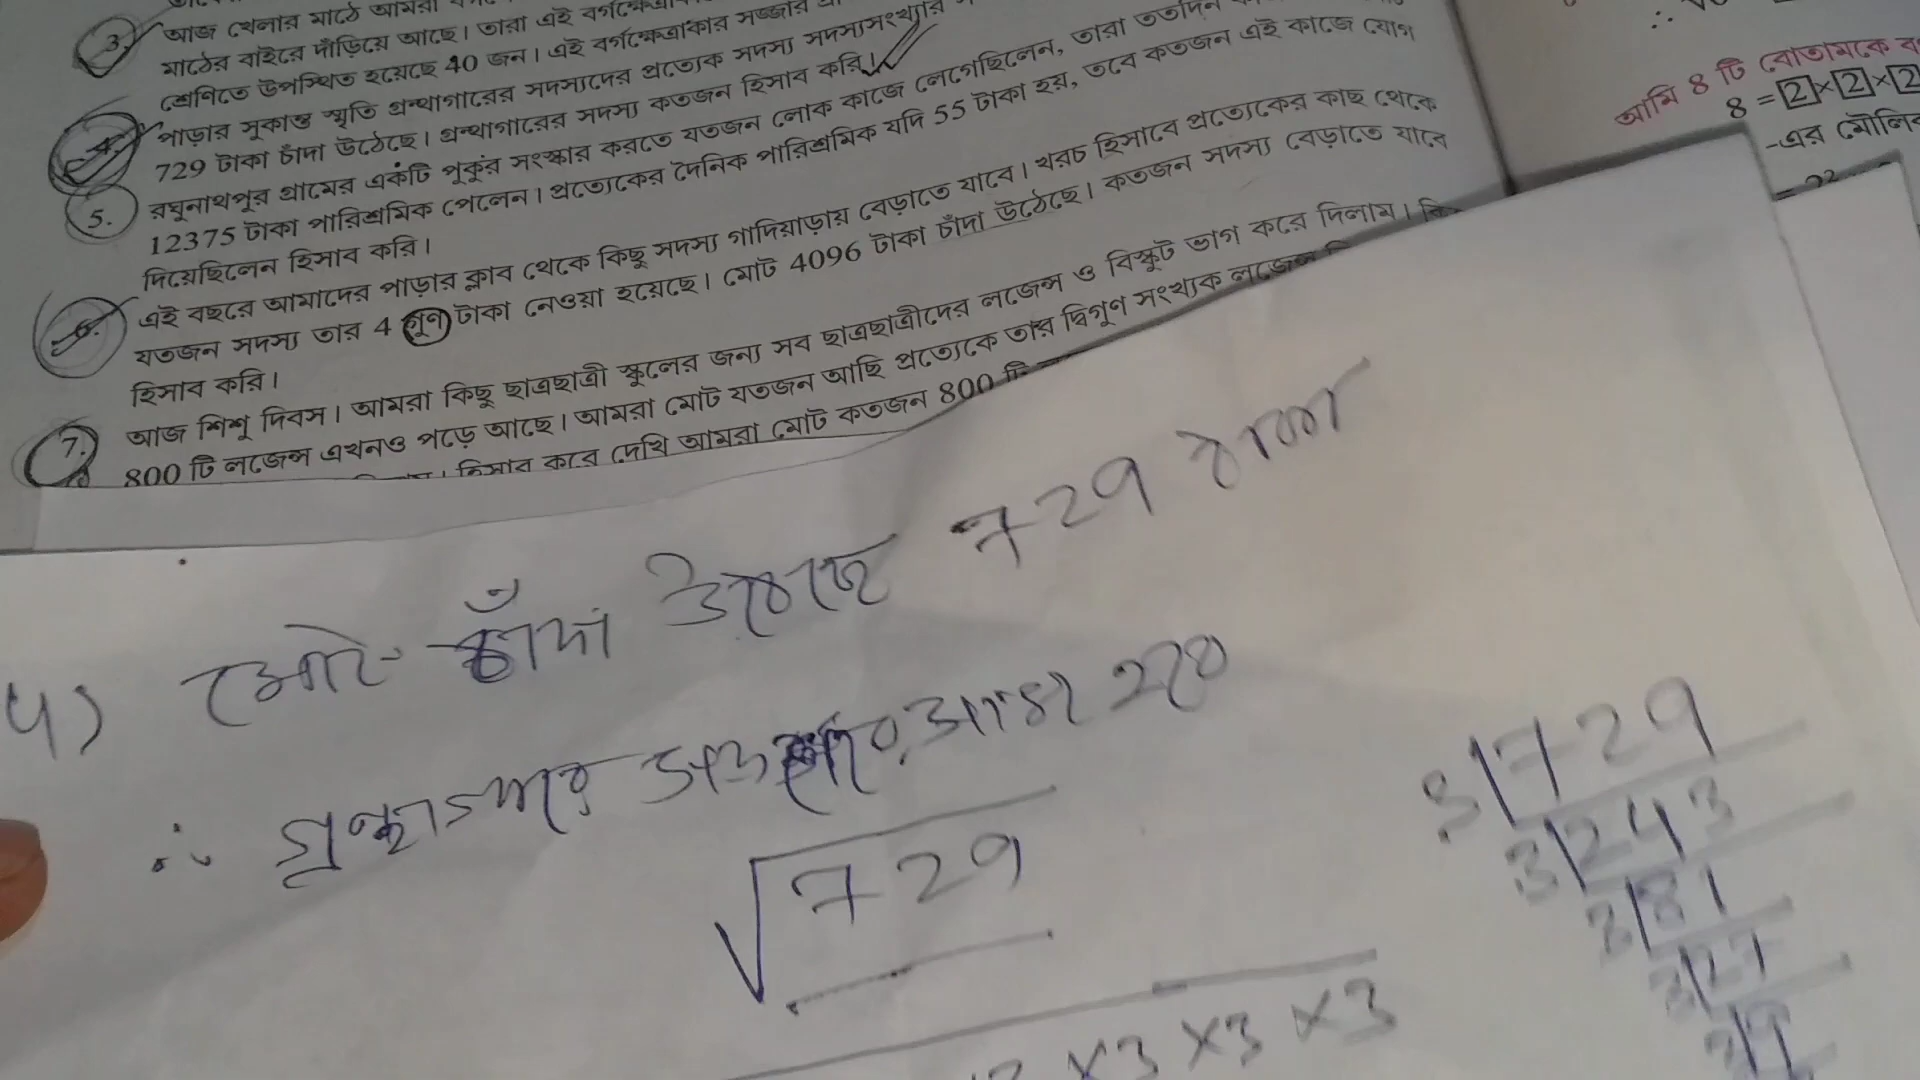 3. আজ খেলার মাঠে আমরা
মাঠের বাইরে দাঁড়িয়ে আছে। তারা এই বর্গক্ষেত্রাকার সজ্জার
শ্রেণিতে উপস্থিত হয়েছে 40 জন। এই
4. পাড়ার সুকান্ত স্মৃতি গ্রন্থাগারের সদস্যদের প্রত্যেক সদস্য সদস্যসংখ্যার
729 টাকা চাঁদা উঠেছে। গ্রন্থাগারের সদস্য কতজন হিসাব করি।
5. রঘুনাথপুর গ্রামের একটি পুকুর সংস্কার করতে যতজন লোক কাজে লেগেছিলেন, তারা ততদিন
12375 টাকা পারিশ্রমিক পেলেন। প্রত্যেকের দৈনিক পারিশ্রমিক যদি 55 টাকা হয়, তবে কতজন এই কাজে যোগ
দিয়েছিলেন হিসাব করি।
6. এই বছরে আমাদের পাড়ার ক্লাব থেকে কিছু সদস্য গাদিয়াড়ায় বেড়াতে যাবে। খরচ হিসাবে প্রত্যেকের কাছ থেকে
যতজন সদস্য তার 4 গুন টাকা নেওয়া হয়েছে। মোট 4096 টাকা চাঁদা উঠেছে। কতজন সদস্য বেড়াতে যাবে
হিসাব করি।
7. আজ শিশু দিবস। আমরা কিছু ছাত্রছাত্রী স্কুলের জন্য সব ছাত্রছাত্রীদের লজেন্স ও বিস্কুট ভাগ করে দিলাম।
800 টি লজেন্স এখনও পড়ে আছে। আমরা মোট যতজন আছি প্রত্যেকে তার দ্বিগুণ সংখ্যক লজেন্স
হিসাব করে দেখি আমরা মোট কতজন 800 টি
আমি 8 টি বোতামকে
8 = 2×2×2
-এর মৌলিক
4) মোট চাঁদা উঠেছে 729 টাকা
∴ গ্রন্থাগারের সদস্য হবে
√729
×3×3×3
3|729
3|243
3|81
3|27
3|9